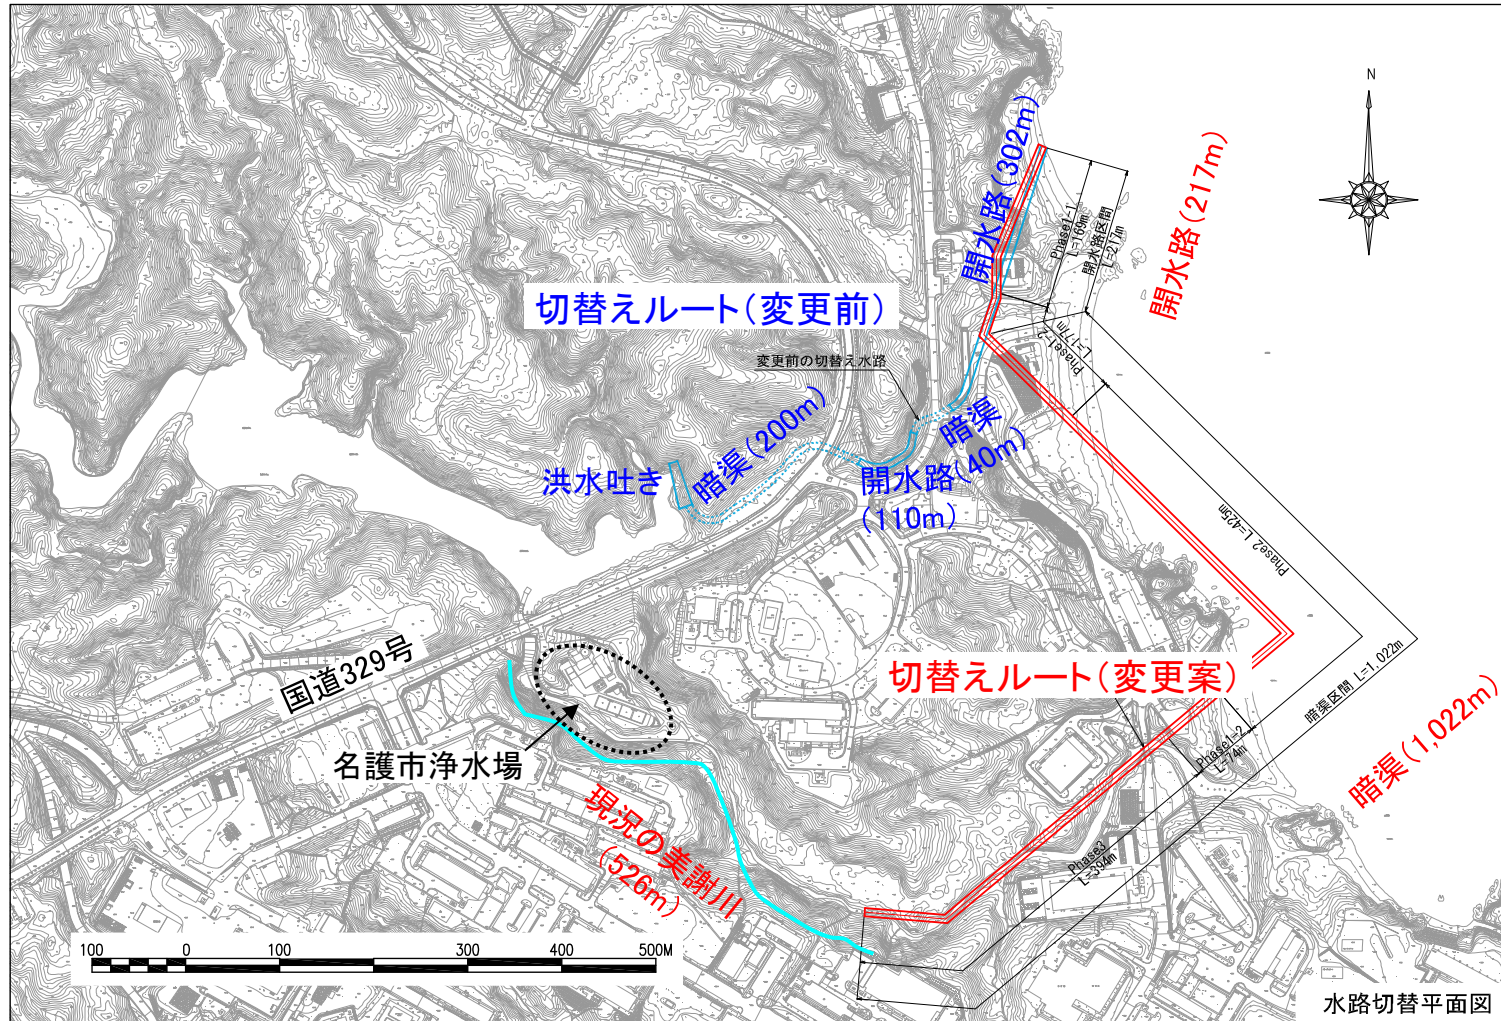 N
開水路(302m)
Phase1-1
L=169m
開水路区間
L=217m
開水路(217m)
切替えルート(変更前)
Phase1-2
L=177m
変更前の切替え水路
暗渠(200m)
暗渠
(40m)
洪水吐き
開水路
(110m)
Phase2 L=425m
国道329号
切替えルート(変更案)
暗渠区間 L=1,022m
暗渠(1,022m)
Phase1-2
L=74m
名護市浄水場
現況の美謝川
(526m)
Phase3
L=394m
100 0 100 300 400 500M
水路切替平面図